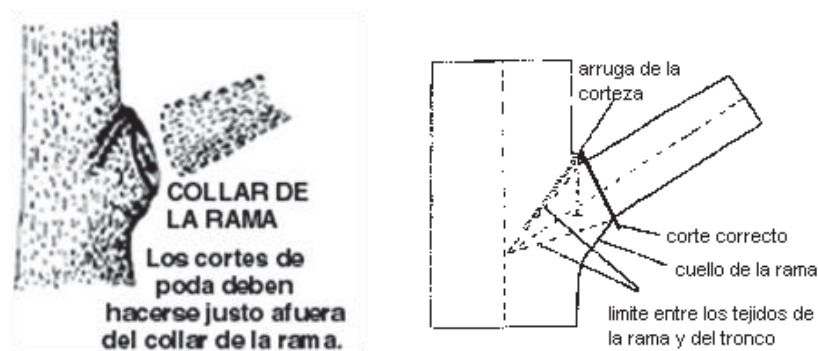 COLLAR DE
LA RAMA
Los cortes de
poda deben
hacerse justo afuera
del collar de la rama.
arruga de la
corteza
corte correcto
cuello de la rama
limite entre los tejidos de
la rama y del tronco